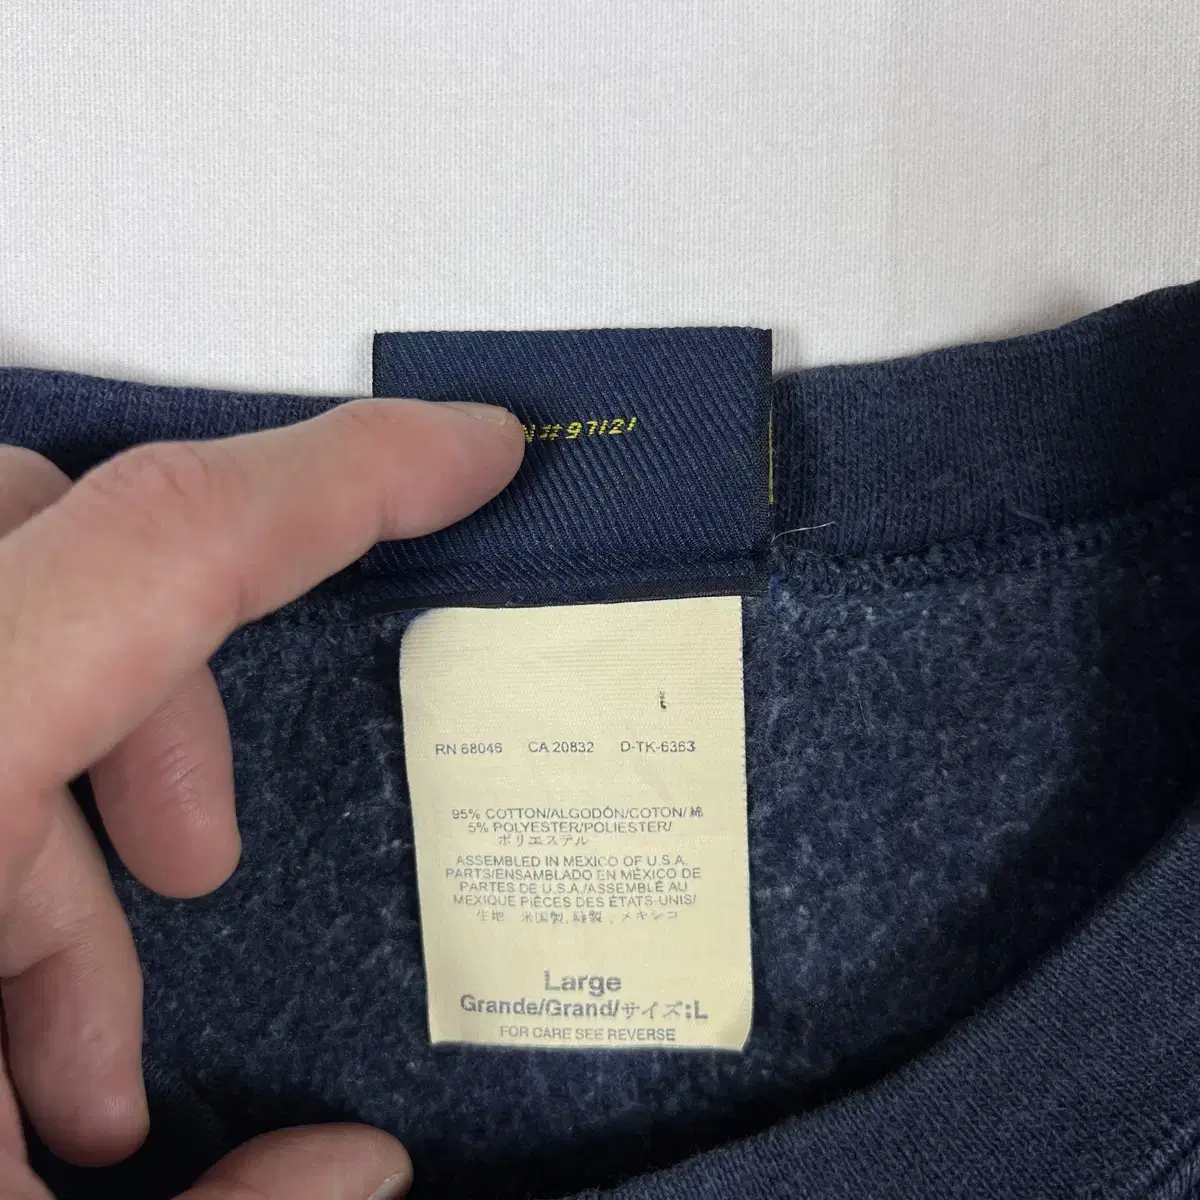 N#97121
RN 68046 CA 20832 D-TK-6363
95% COTTON/ALGODÓN/COTON/綿
5% POLYESTER/POLIESTER/
ポリエステル
ASSEMBLED IN MEXICO OF U.S.A.
PARTS/ENSAMBLADO EN MÉXICO DE
PARTES DE U.S.A./ASSEMBLÉ AU
MEXIQUE PIÈCES DES ÉTATS-UNIS/
生地 米国製, 縫製, メキシコ
Large
Grande/Grand/サイズ:L
FOR CARE SEE REVERSE